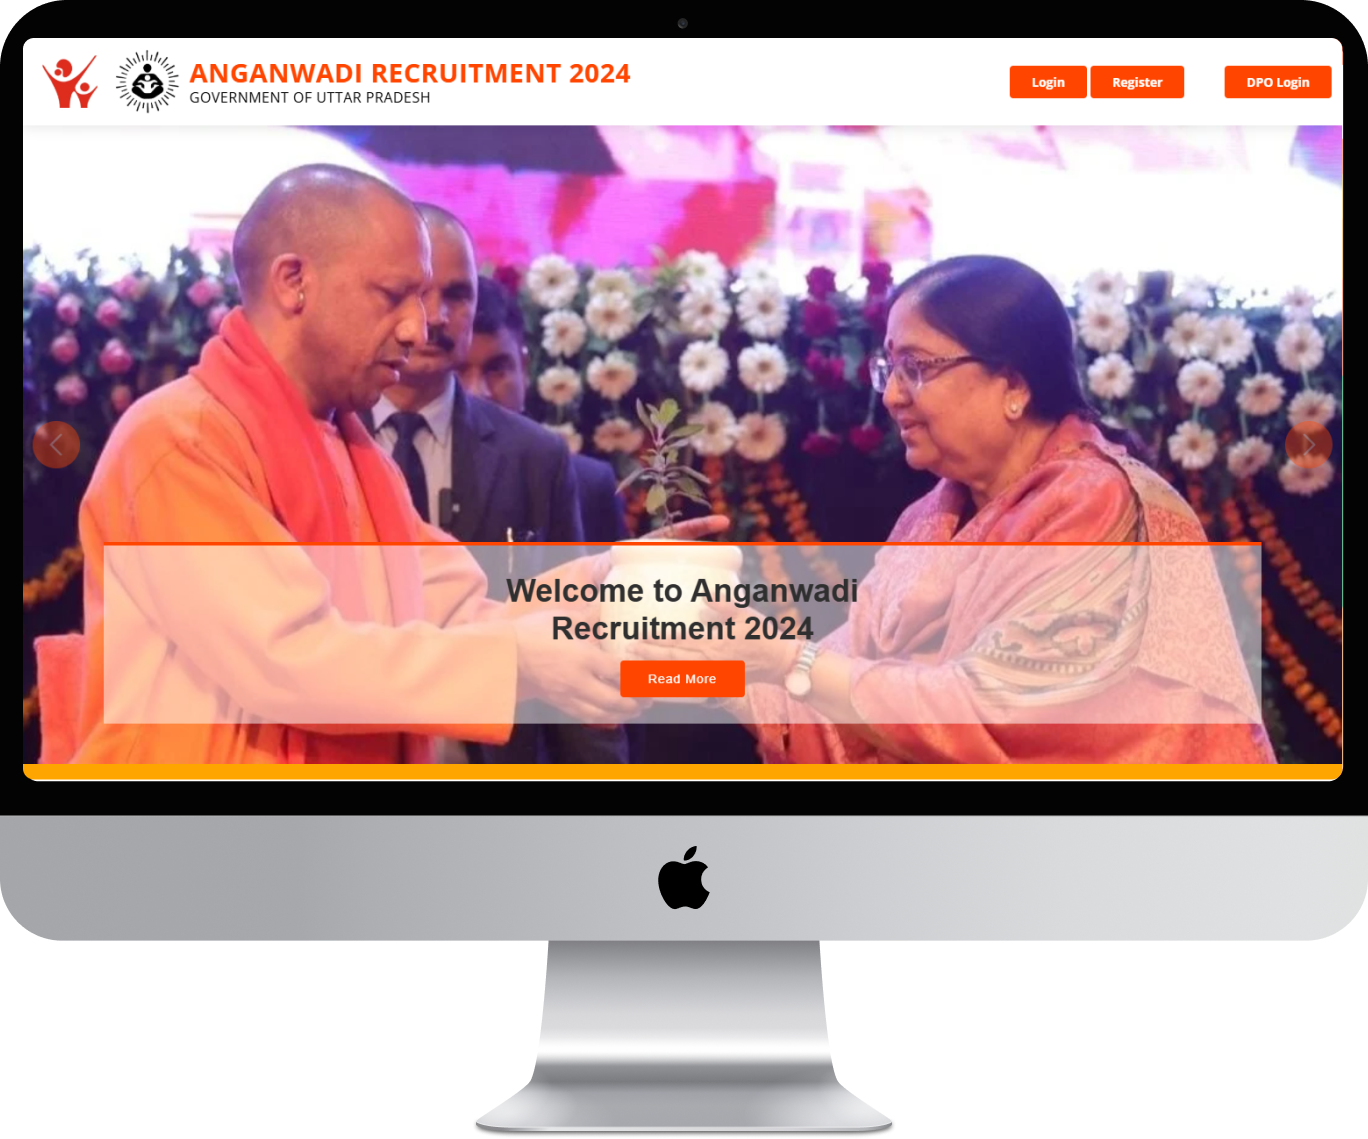 ANGANWADI RECRUITMENT 2024
GOVERNMENT OF UTTAR PRADESH
Login
Register
DPO Login
Welcome to Anganwadi
Recruitment 2024
Read More